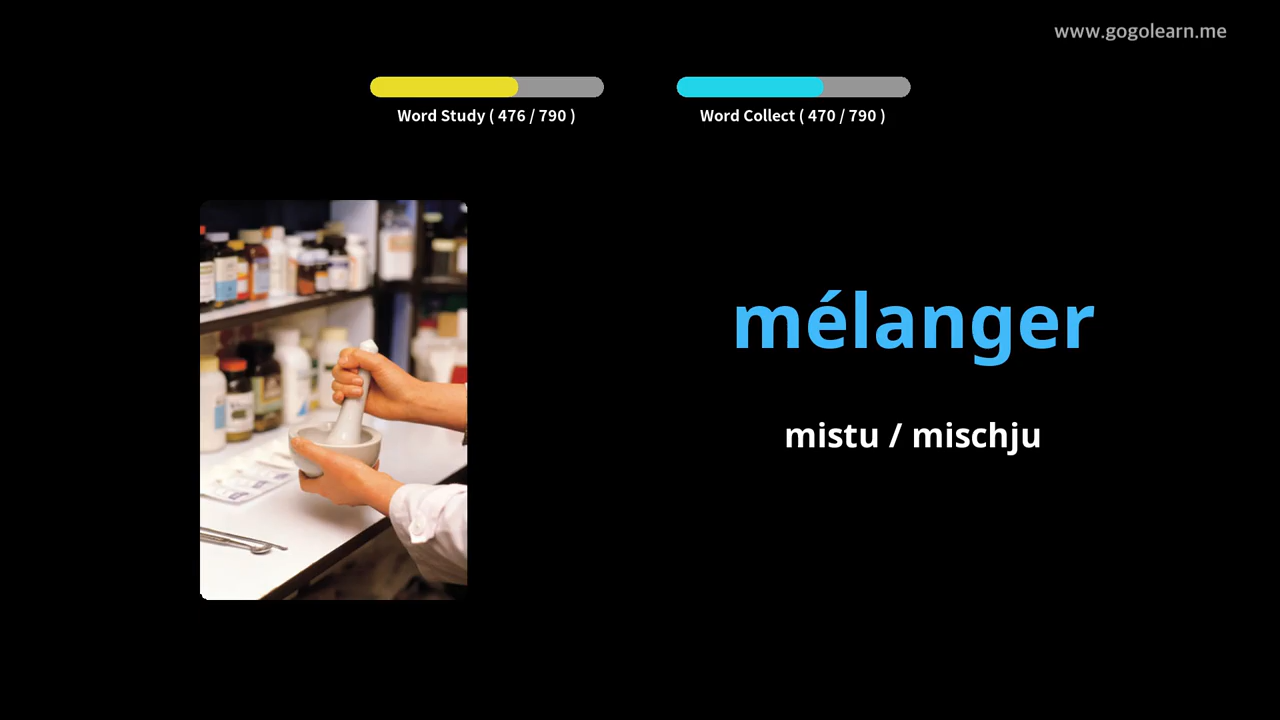 www.gogolearn.me
Word Study ( 476 / 790 )
Word Collect ( 470 / 790 )
mélanger
mistu / mischju